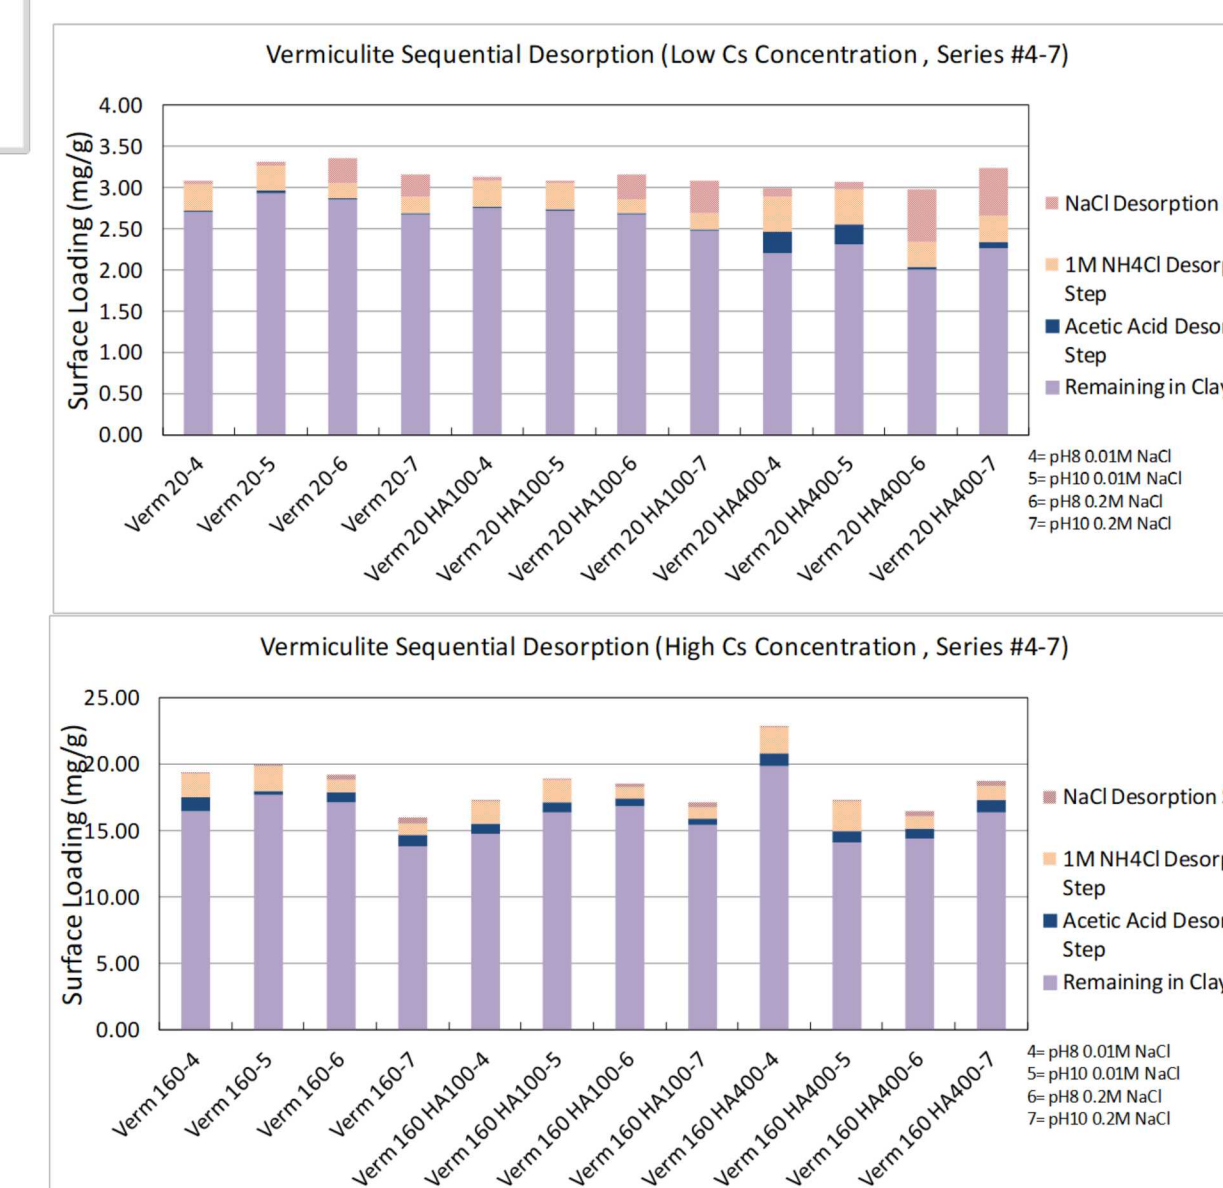 Vermiculite Sequential Desorption (Low Cs Concentration , Series #4-7)
Surface Loading (mg/g)
4.00
3.50
3.00
2.50
2.00
1.50
1.00
0.50
0.00
Verm 20-4
Verm 20-5
Verm 20-6
Verm 20-7
Verm 20 HA100-4
Verm 20 HA100-5
Verm 20 HA100-6
Verm 20 HA100-7
Verm 20 HA400-4
Verm 20 HA400-5
Verm 20 HA400-6
Verm 20 HA400-7
NaCl Desorption
1M NH4Cl Desor
Step
Acetic Acid Deso
Step
Remaining in Clay
4= pH8 0.01M NaCl
5= pH10 0.01M NaCl
6= pH8 0.2M NaCl
7= pH10 0.2M NaCl
Vermiculite Sequential Desorption (High Cs Concentration , Series #4-7)
Surface Loading (mg/g)
25.00
20.00
15.00
10.00
5.00
0.00
Verm 160-4
Verm 160-5
Verm 160-6
Verm 160-7
Verm 160 HA100-4
Verm 160 HA100-5
Verm 160 HA100-6
Verm 160 HA100-7
Verm 160 HA400-4
Verm 160 HA400-5
Verm 160 HA400-6
Verm 160 HA400-7
NaCl Desorption
1M NH4Cl Desor
Step
Acetic Acid Deso
Step
Remaining in Clay
4= pH8 0.01M NaCl
5= pH10 0.01M NaCl
6= pH8 0.2M NaCl
7= pH10 0.2M NaCl